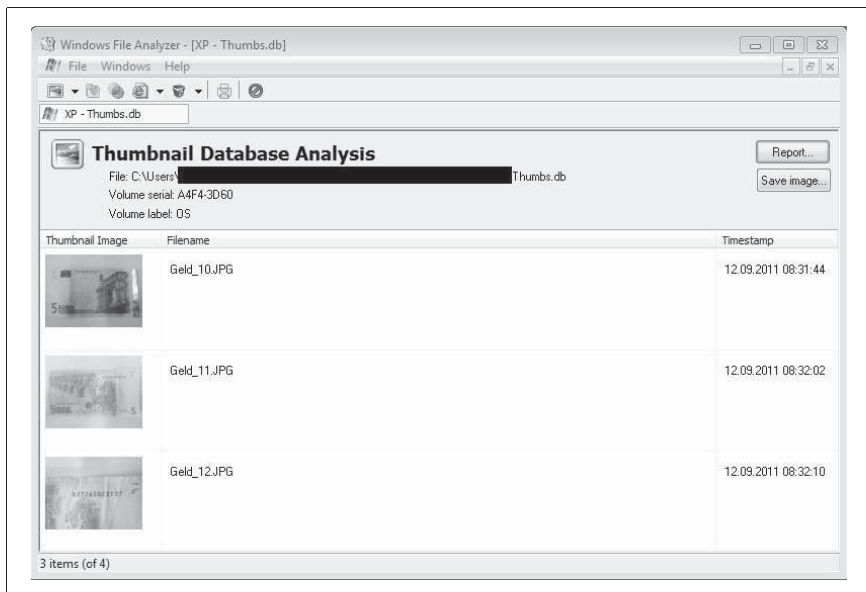 Windows File Analyzer - [XP - Thumbs.db]
File Windows Help
XP - Thumbs.db
Thumbnail Database Analysis
Report...
File: C:\Users\ Thumbs.db
Save image...
Volume serial: A4F4-3D60
Volume label: OS
Thumbnail Image Filename Timestamp
Geld_10.JPG 12.09.2011 08:31:44
Geld_11.JPG 12.09.2011 08:32:02
Geld_12.JPG 12.09.2011 08:32:10
3 items (of 4)